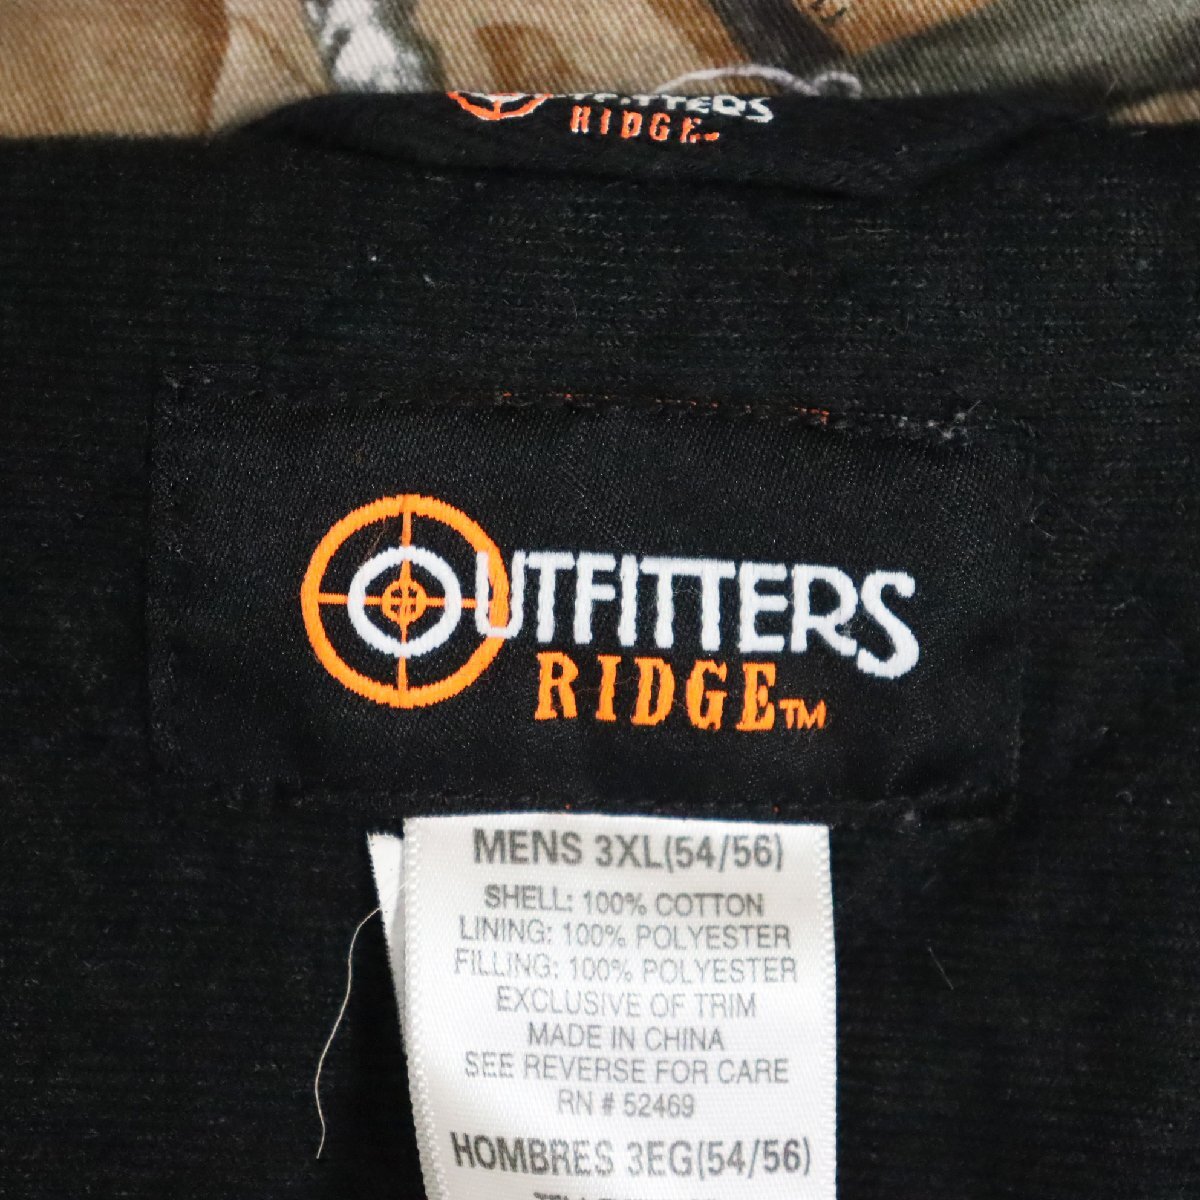 OUTFITTERS
RIDGE
OUTFITTERS
RIDGE™
MENS 3XL(54/56)
SHELL: 100% COTTON
LINING: 100% POLYESTER
FILLING: 100% POLYESTER
EXCLUSIVE OF TRIM
MADE IN CHINA
SEE REVERSE FOR CARE
RN # 52469
HOMBRES 3EG(54/56)